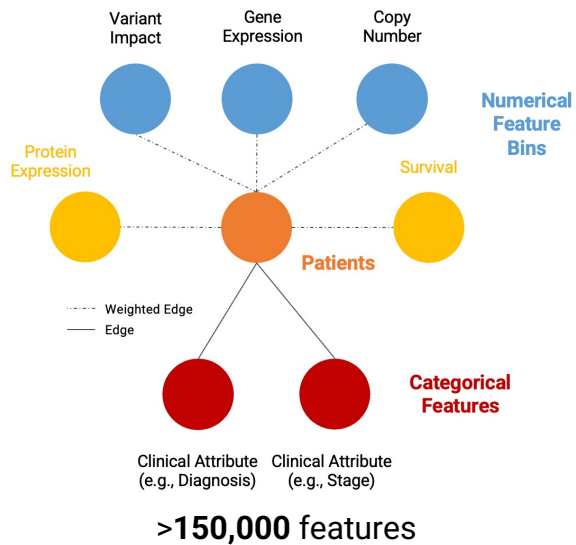 Variant
Impact
Gene
Expression
Copy
Number
Numerical
Feature
Bins
Protein
Expression
Survival
Patients
Weighted Edge
Edge
Categorical
Features
Clinical Attribute
(e.g., Diagnosis)
Clinical Attribute
(e.g., Stage)
>150,000 features